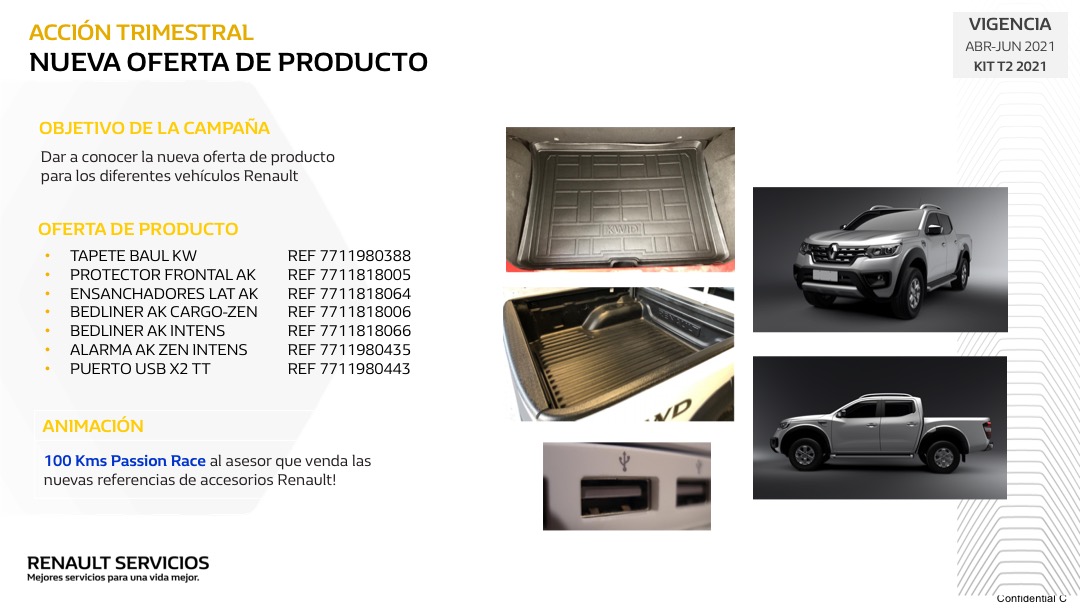 ACCIÓN TRIMESTRAL
NUEVA OFERTA DE PRODUCTO
VIGENCIA
ABR-JUN 2021
KIT T2 2021
OBJETIVO DE LA CAMPAÑA
Dar a conocer la nueva oferta de producto
para los diferentes vehículos Renault
OFERTA DE PRODUCTO
• TAPETE BAUL KW REF 7711980388
• PROTECTOR FRONTAL AK REF 7711818005
• ENSANCHADORES LAT AK REF 7711818064
• BEDLINER AK CARGO-ZEN REF 7711818006
• BEDLINER AK INTENS REF 7711818066
• ALARMA AK ZEN INTENS REF 7711980435
• PUERTO USB X2 TT REF 7711980443
ANIMACIÓN
100 Kms Passion Race al asesor que venda las
nuevas referencias de accesorios Renault!
KWID
RENAULT
WD
RENAULT SERVICIOS
Mejores servicios para una vida mejor.
Confidential C